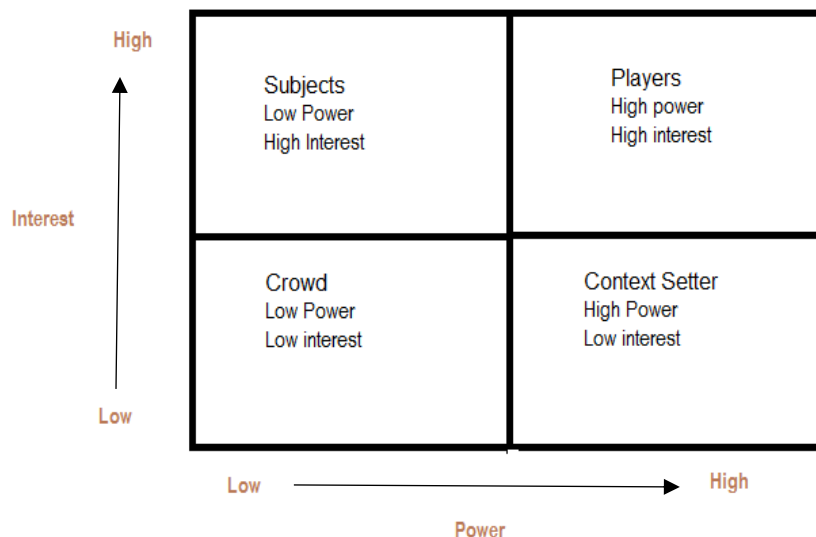 High
Subjects
Low Power
High Interest
Players
High power
High interest
Interest
Crowd
Low Power
Low interest
Context Setter
High Power
Low interest
Low
Low
High
Power